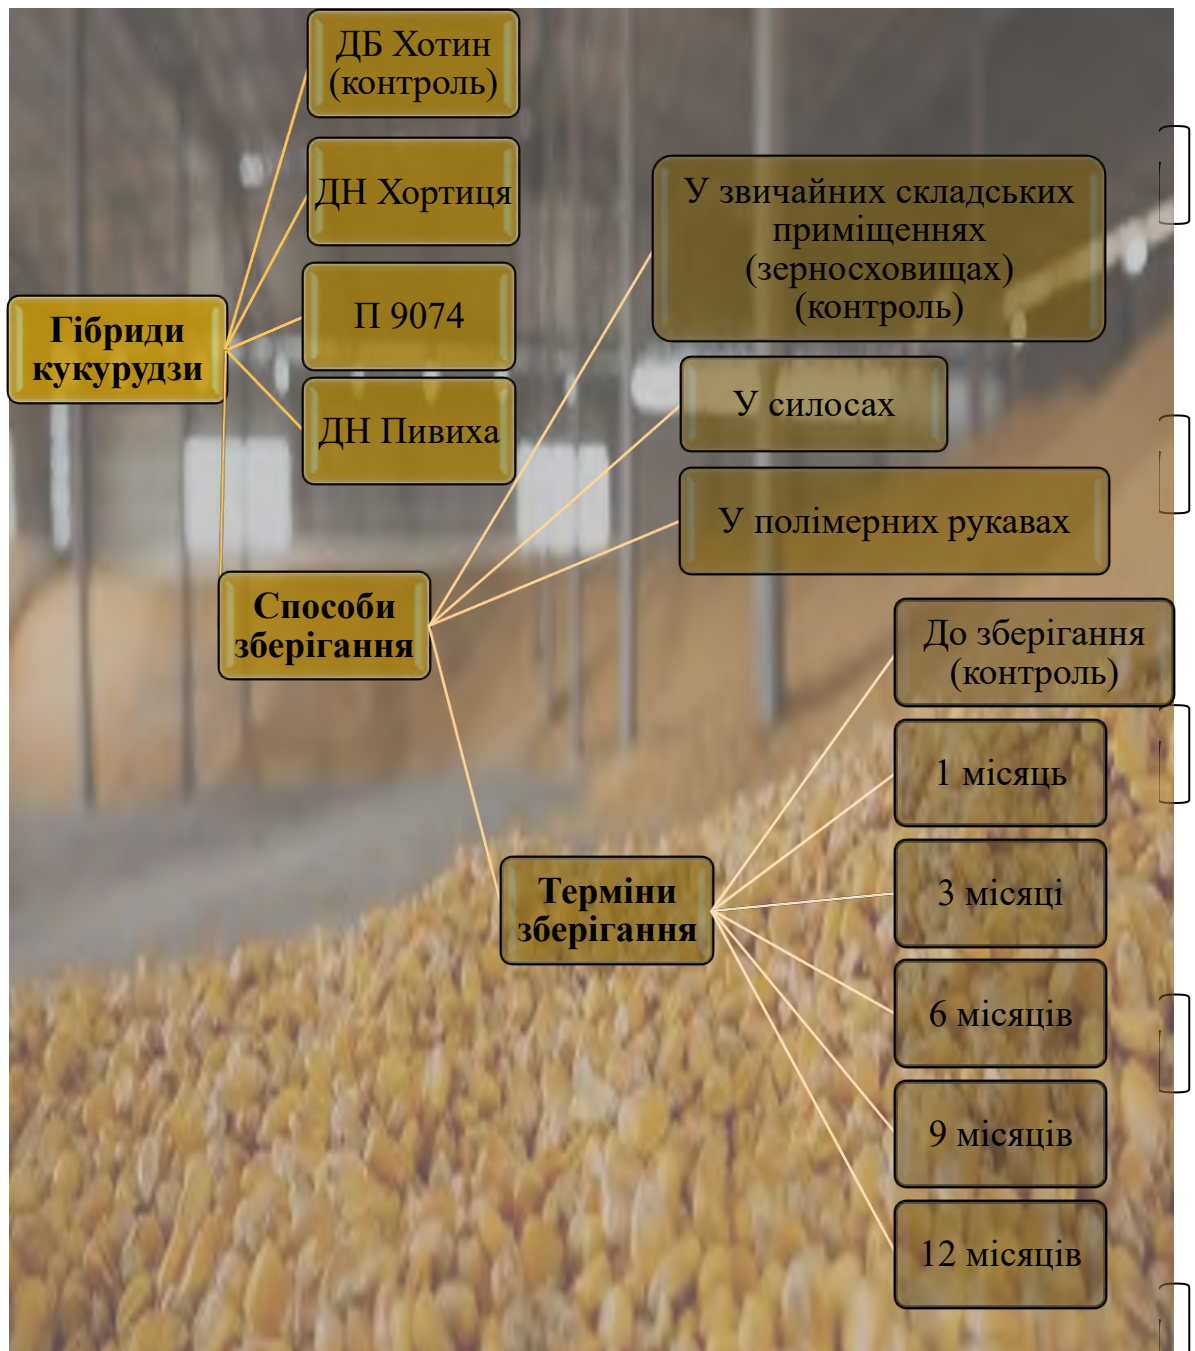 ДБ Хотин
(контроль)
ДН Хортиця
П 9074
ДН Пивиха
Гібриди
кукурудзи
У звичайних складських
приміщеннях
(зерносховищах)
(контроль)
У силосах
У полімерних рукавах
Способи
зберігання
До зберігання
(контроль)
1 місяць
3 місяці
6 місяців
9 місяців
12 місяців
Терміни
зберігання